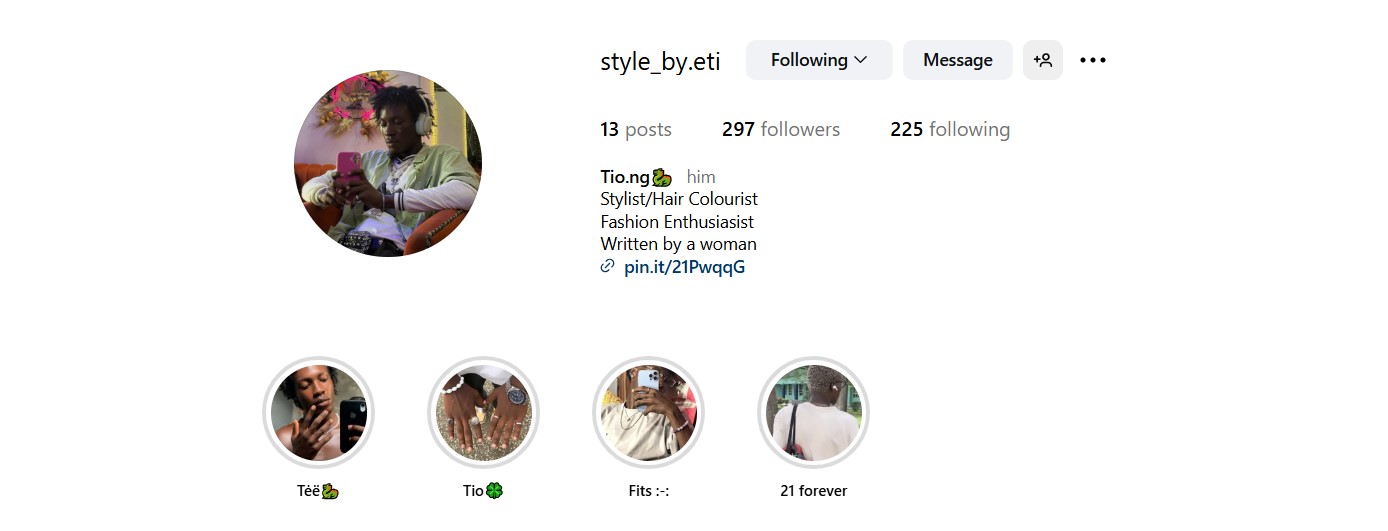 style_by.eti Following Message
13 posts 297 followers 225 following
Tio.ng🐉 him
Stylist/Hair Colourist
Fashion Enthusiasist
Written by a woman
pin.it/21PwqqG
Tėë🐉 Tio🍀 Fits :-: 21 forever